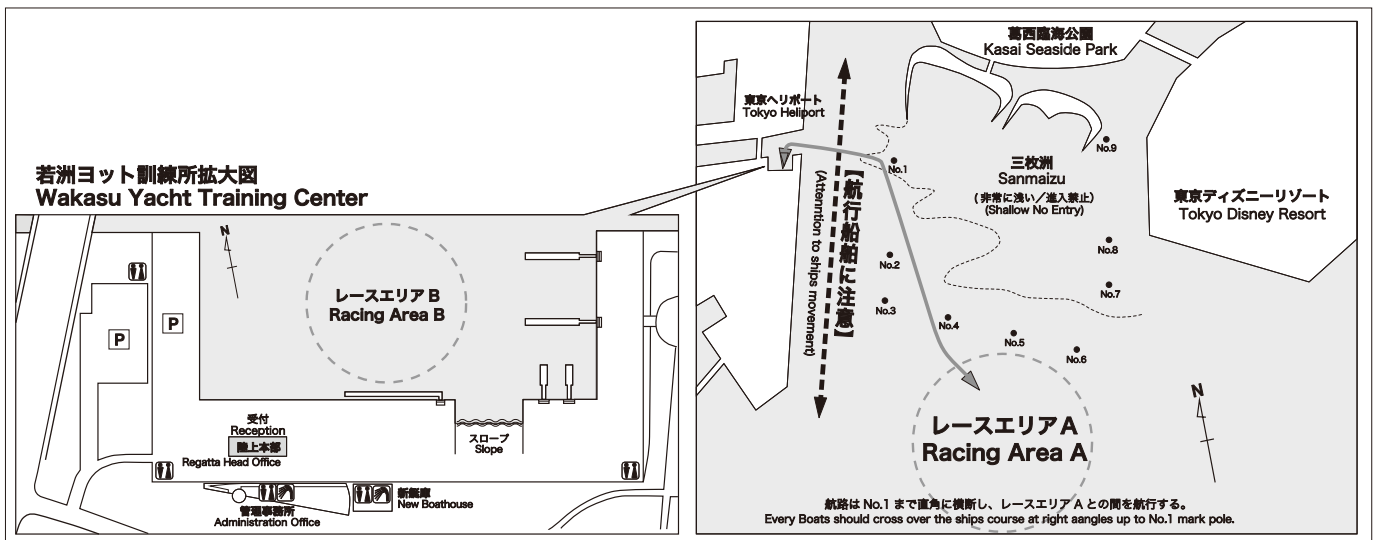 若洲ヨット訓練所拡大図
Wakasu Yacht Training Center
N
レースエリア B
Racing Area B
P
P
受付
Reception
陸上本部
Regatta Head Office
スロープ
Slope
管理事務所
Administration Office
新艇庫
New Boathouse
葛西臨海公園
Kasai Seaside Park
東京ヘリポート
Tokyo Heliport
No.9
No.1
三枚洲
Sanmaizu
(非常に浅い／進入禁止)
(Shallow No Entry)
東京ディズニーリゾート
Tokyo Disney Resort
【航行船舶に注意】
(Attenntion to ships movement)
No.8
No.2
No.7
No.3
No.4
No.5
No.6
N
レースエリア A
Racing Area A
航路は No.1 まで直角に横断し、レースエリア A との間を航行する。
Every Boats should cross over the ships course at right aangles up to No.1 mark pole.